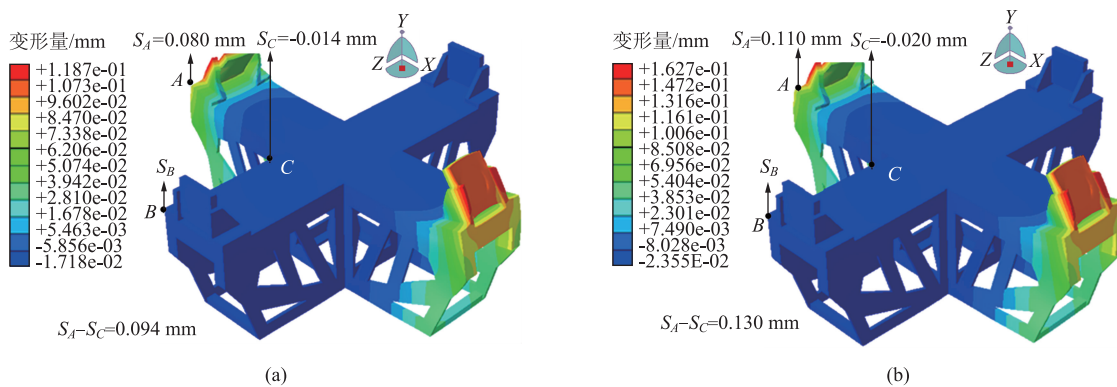 变形量/mm
+1.187e-01
+1.073e-01
+9.602e-02
+8.470e-02
+7.338e-02
+6.206e-02
+5.074e-02
+3.942e-02
+2.810e-02
+1.678e-02
+5.463e-03
-5.856e-03
-1.718e-02
S_A=0.080 mm
S_C=-0.014 mm
Y
Z
X
A
S_B
B
C
S_A–S_C=0.094 mm
(a)
变形量/mm
+1.627e-01
+1.472e-01
+1.316e-01
+1.161e-01
+1.006e-01
+8.508e-02
+6.956e-02
+5.404e-02
+3.853e-02
+2.301e-02
+7.490e-03
-8.028e-03
-2.355E-02
S_A=0.110 mm
S_C=-0.020 mm
Y
Z
X
A
S_B
B
C
S_A–S_C=0.130 mm
(b)